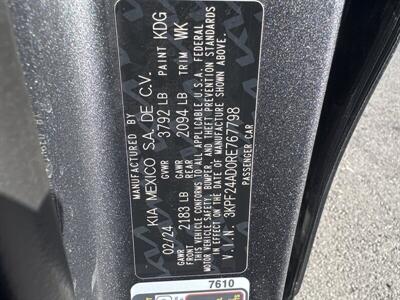 MANUFACTURED BY
KIA MEXICO S.A. DE C.V.
02/24 GVWR 3792 LB PAINT KDG
GAWR FRONT 2183 LB GAWR REAR 2094 LB TRIM WK
THIS VEHICLE CONFORMS TO ALL APPLICABLE U.S.A. FEDERAL
MOTOR VEHICLE SAFETY, BUMPER, AND THEFT-PREVENTION STANDARDS
IN EFFECT ON THE DATE OF MANUFACTURE SHOWN ABOVE.
V.I.N. 3KPF24AD0RE767798
PASSENGER CAR
7610